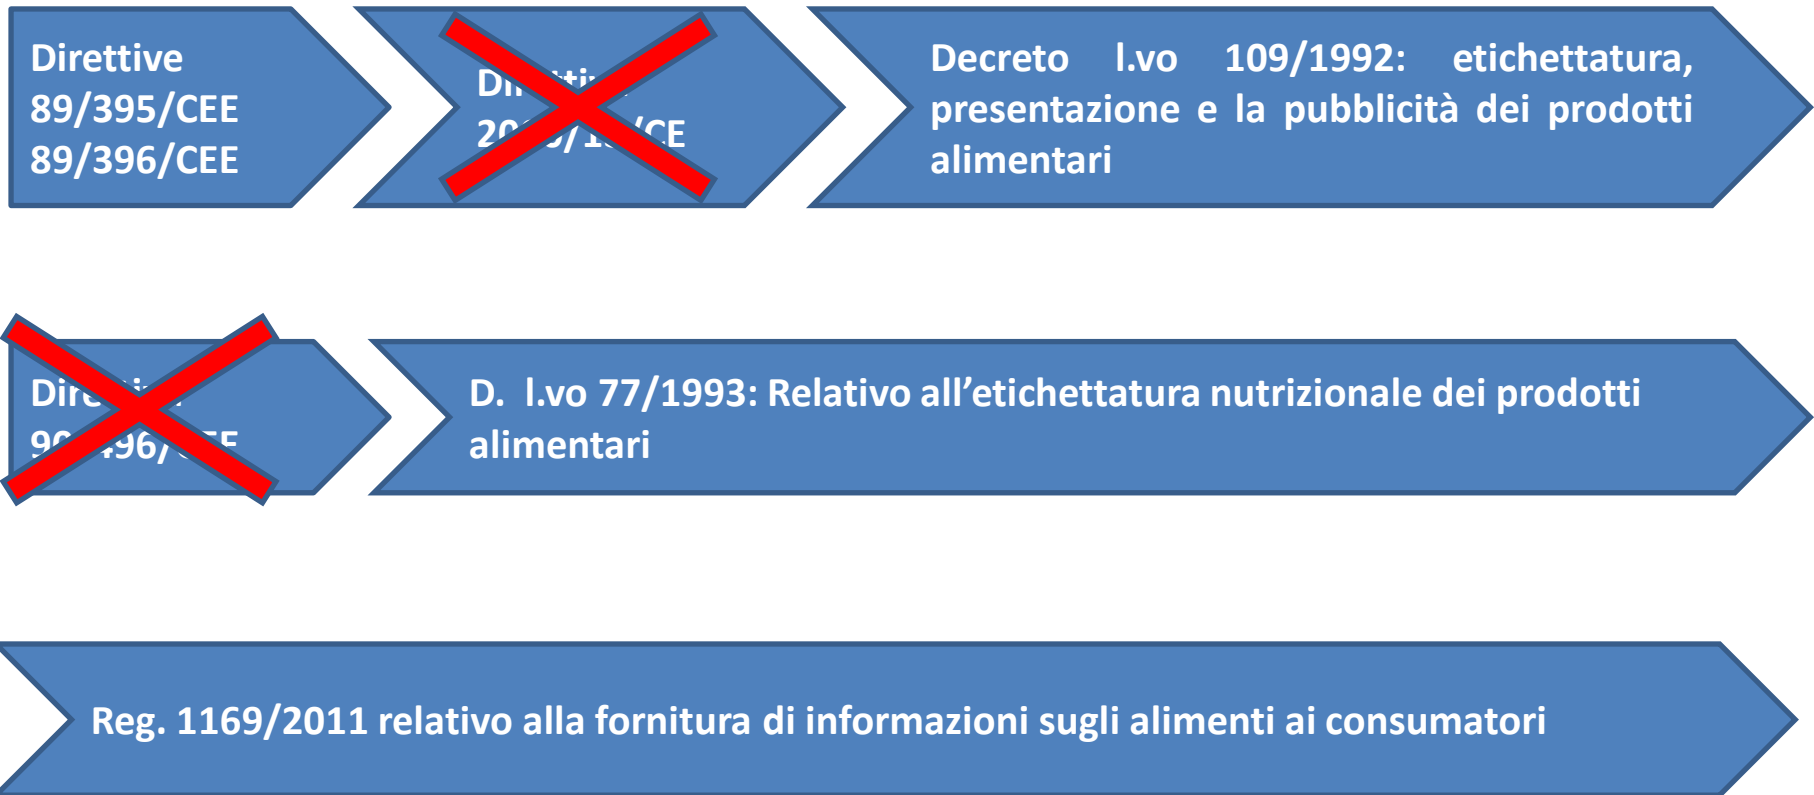 Direttive
89/395/CEE
89/396/CEE
Decreto l.vo 109/1992: etichettatura,
presentazione e la pubblicità dei prodotti
alimentari
D. l.vo 77/1993: Relativo all’etichettatura nutrizionale dei prodotti
alimentari
Reg. 1169/2011 relativo alla fornitura di informazioni sugli alimenti ai consumatori